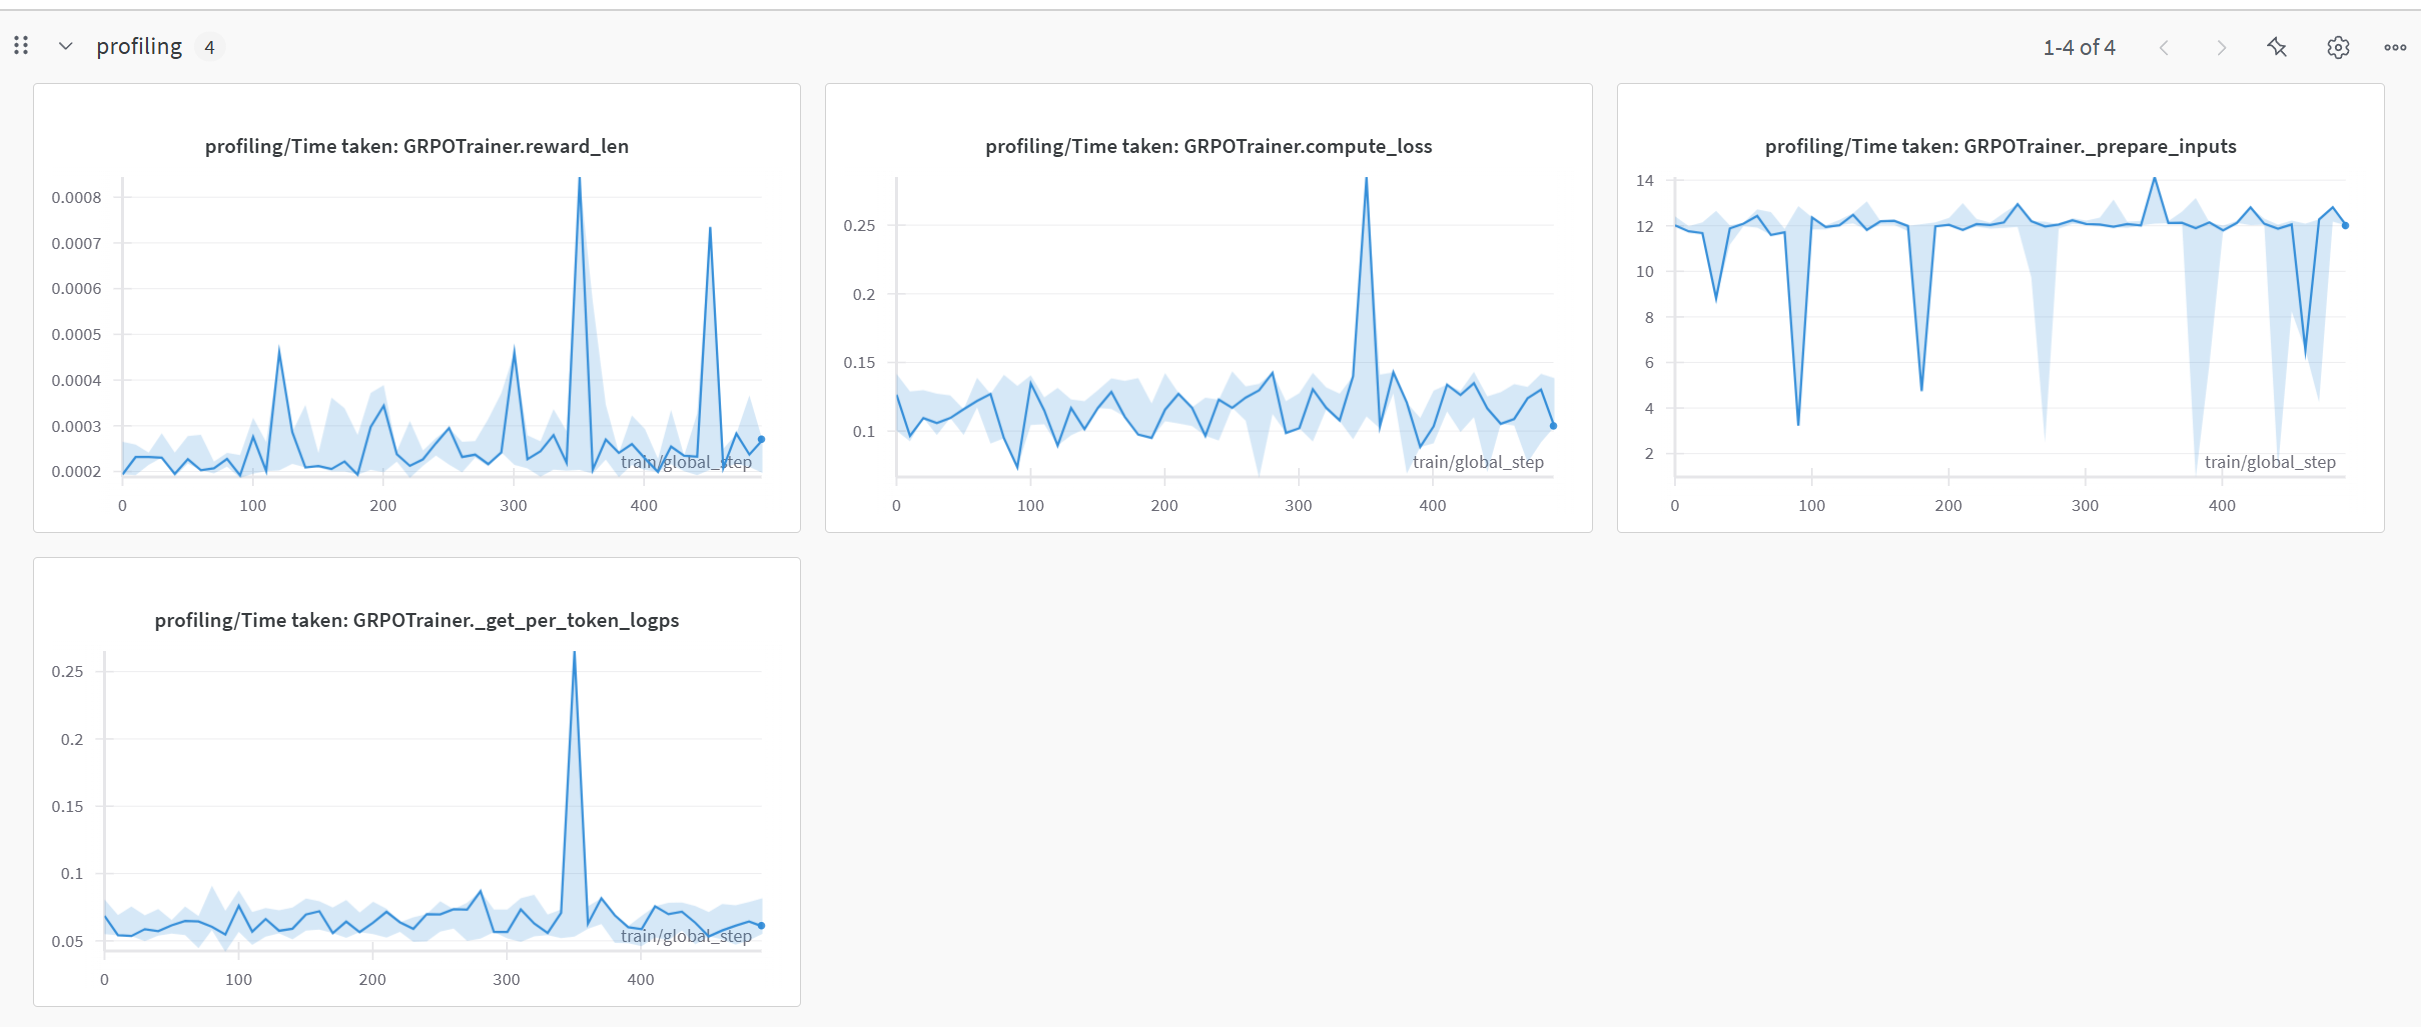 profiling 4
1-4 of 4
profiling/Time taken: GRPOTrainer.reward_len
0.0008
0.0007
0.0006
0.0005
0.0004
0.0003
0.0002
train/global_step
0 100 200 300 400
profiling/Time taken: GRPOTrainer.compute_loss
0.25
0.2
0.15
0.1
train/global_step
0 100 200 300 400
profiling/Time taken: GRPOTrainer._prepare_inputs
14
12
10
8
6
4
2
train/global_step
0 100 200 300 400
profiling/Time taken: GRPOTrainer._get_per_token_logps
0.25
0.2
0.15
0.1
0.05
train/global_step
0 100 200 300 400